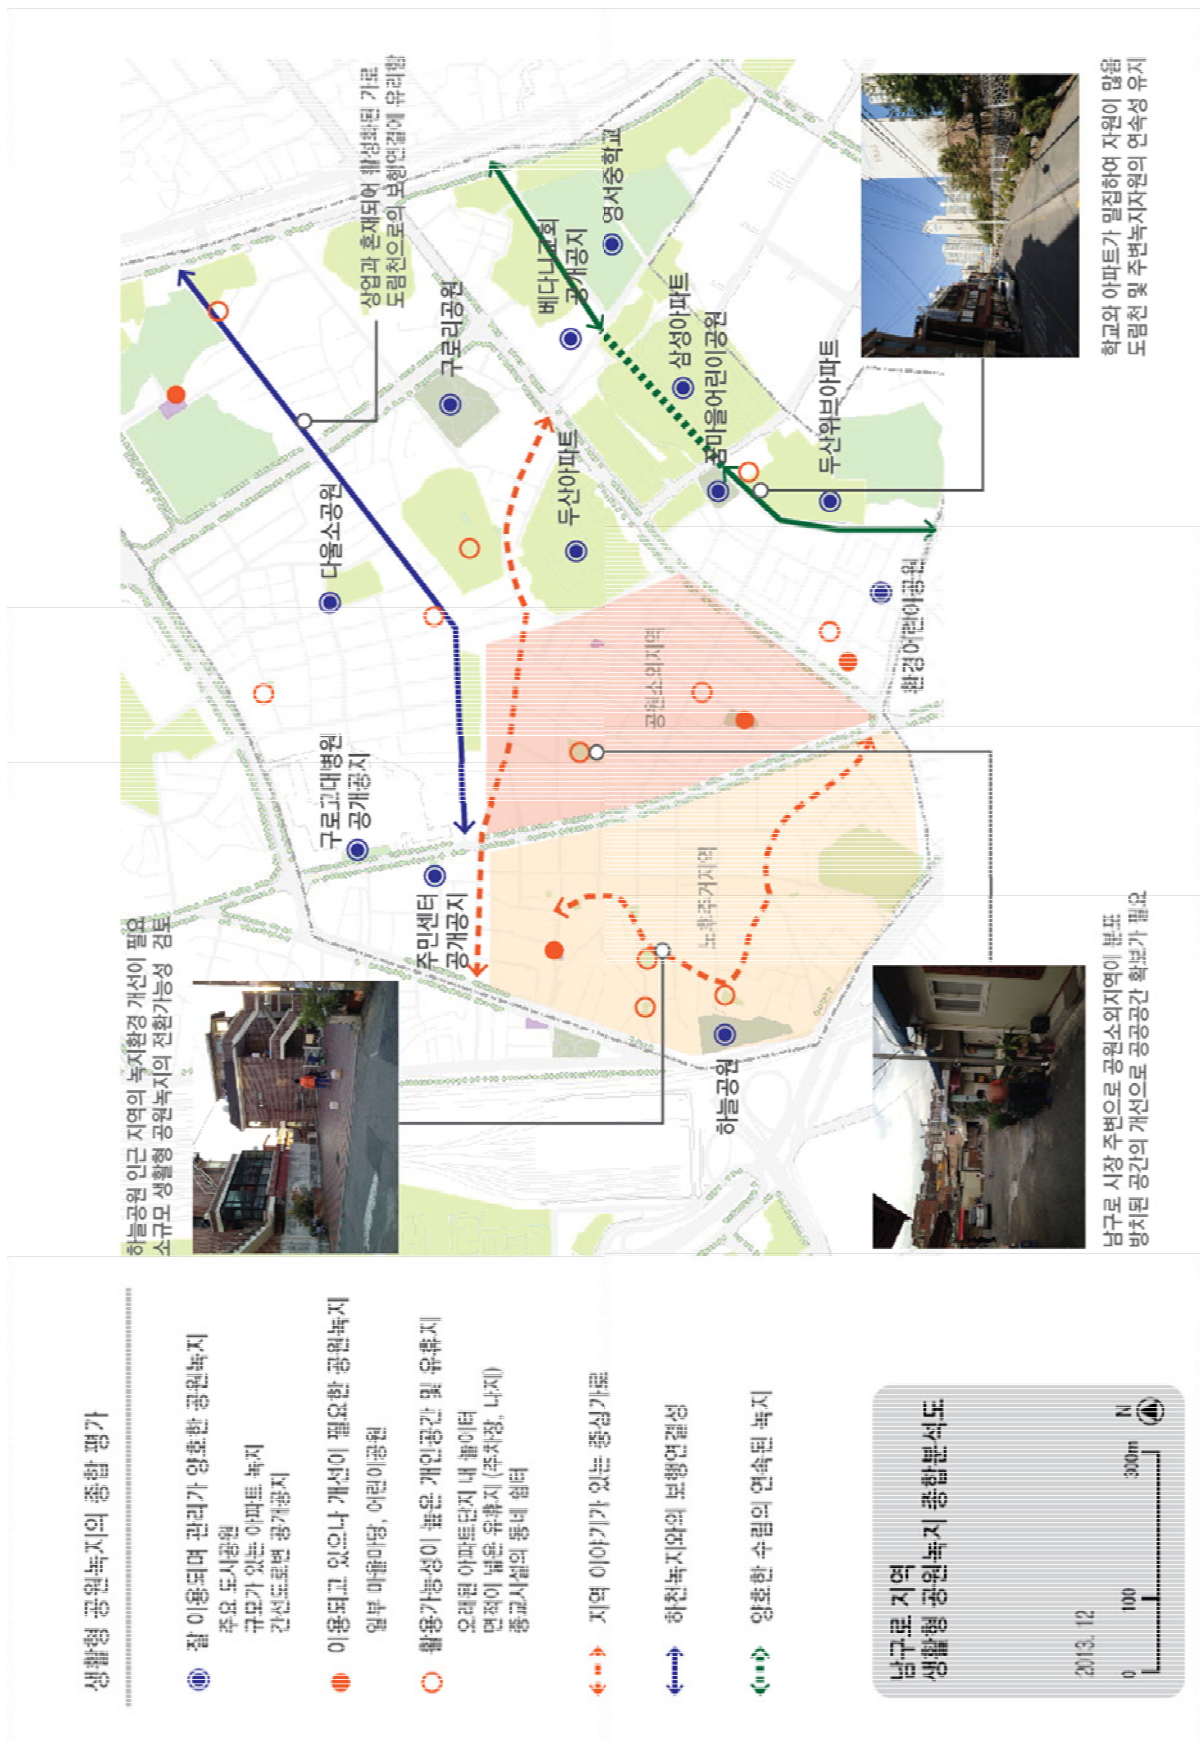 생활형 공원녹지의 종합 평가
잘 이용되며 관리가 양호한 공원녹지
주요 도시공원
규모가 있는 아파트 녹지
간선도로변 공개공지
이용되고 있으나 개선이 필요한 공원녹지
일부 마을마당, 어린이공원
활용가능성이 높은 개인공간 및 유휴지
오래된 아파트단지 내 놀이터
면적이 넓은 유휴지 (주차장, 나지)
종교시설의 동네 쉼터
지역 이야기가 있는 중심가로
하천녹지와의 보행연결성
양호한 수림의 연속된 녹지
남구로 지역
생활형 공원녹지 종합분석도
2013. 12
0
100
300m
N
하늘공원 인근 지역의 녹지환경 개선이 필요
소규모 생활형 공원녹지의 전환가능성 검토
상업과 혼재되어 활성화된 가로
도림천으로의 보행연결에 유리함
구로고대병원
공개공지
주민센터
공개공지
다울소공원
구로리공원
두산아파트
베다니교회
공개공지
영서중학교
삼성아파트
꿈마을어린이공원
두산위브아파트
환경어린이공원
공원소외지역
노후주거지역
하늘공원
남구로 시장 주변으로 공원소외지역이 분포
방치된 공간의 개선으로 공공공간 확보가 필요
학교와 아파트가 밀집하여 자원이 많음
도림천 및 주변녹지자원의 연속성 유지